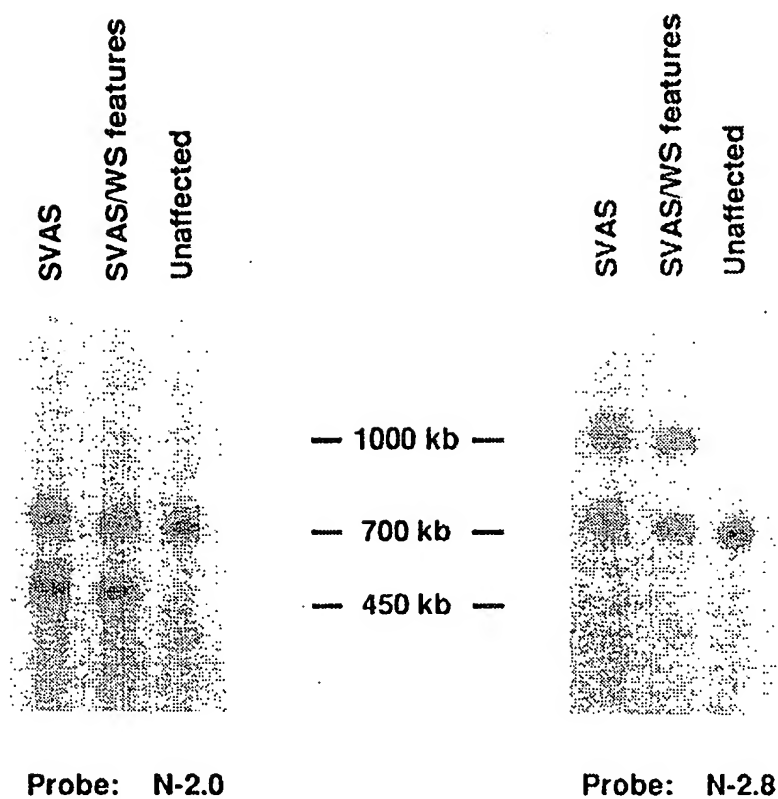 SVAS
SVAS/WS features
Unaffected
SVAS
SVAS/WS features
Unaffected
1000 kb
700 kb
450 kb
Probe: N-2.0
Probe: N-2.8